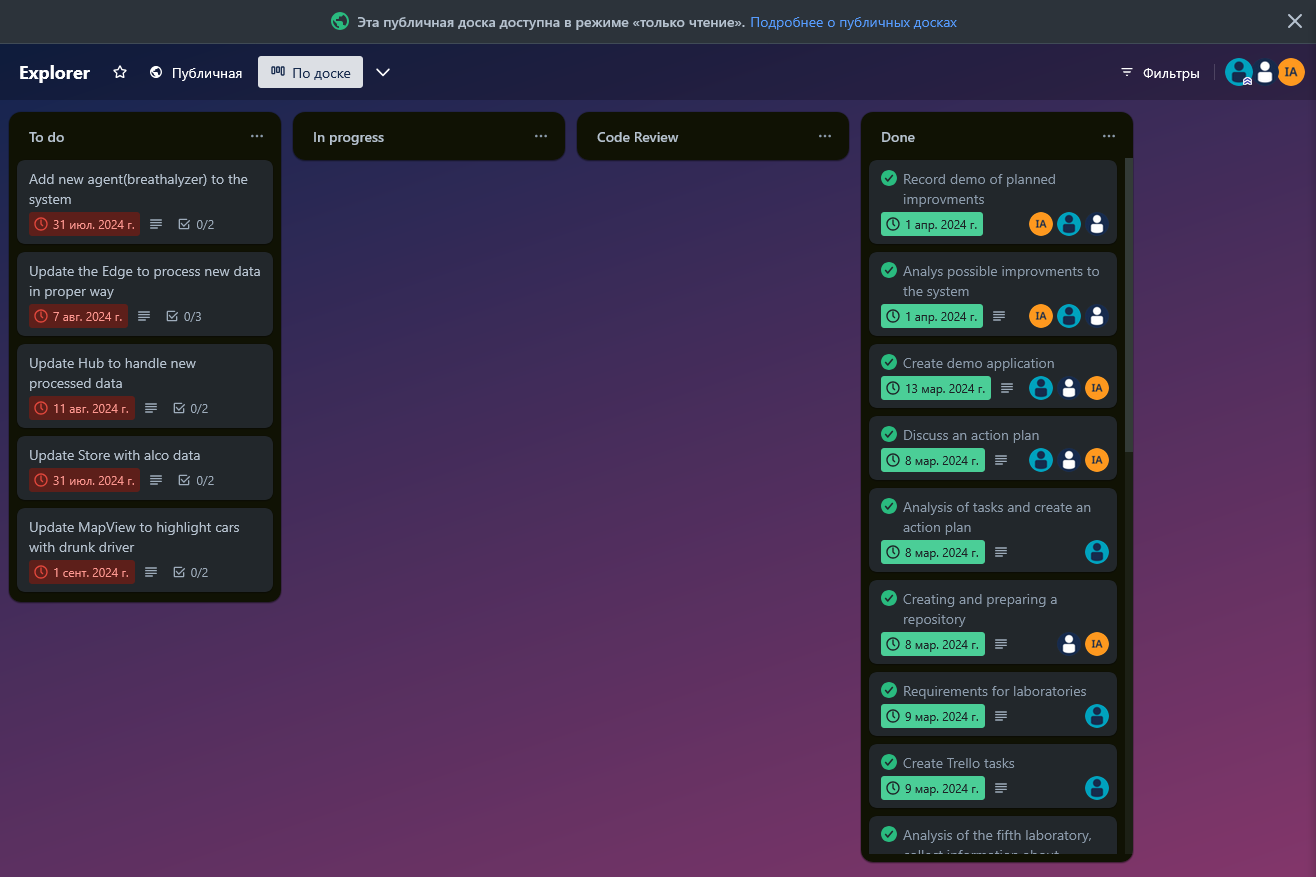 Эта публичная доска доступна в режиме «только чтение». Подробнее о публичных досках
Explorer Публичная По доске Фильтры IA
To do
Add new agent(breathalyzer) to the
system
31 июл. 2024 г. 0/2
Update the Edge to process new data
in proper way
7 авг. 2024 г. 0/3
Update Hub to handle new
processed data
11 авг. 2024 г. 0/2
Update Store with alco data
31 июл. 2024 г. 0/2
Update MapView to highlight cars
with drunk driver
1 сент. 2024 г. 0/2
In progress
Code Review
Done
Record demo of planned
improvments
1 апр. 2024 г. IA
Analys possible improvments to
the system
1 апр. 2024 г. IA
Create demo application
13 мар. 2024 г. IA
Discuss an action plan
8 мар. 2024 г. IA
Analysis of tasks and create an
action plan
8 мар. 2024 г.
Creating and preparing a
repository
8 мар. 2024 г. IA
Requirements for laboratories
9 мар. 2024 г.
Create Trello tasks
9 мар. 2024 г.
Analysis of the fifth laboratory,
collect information about